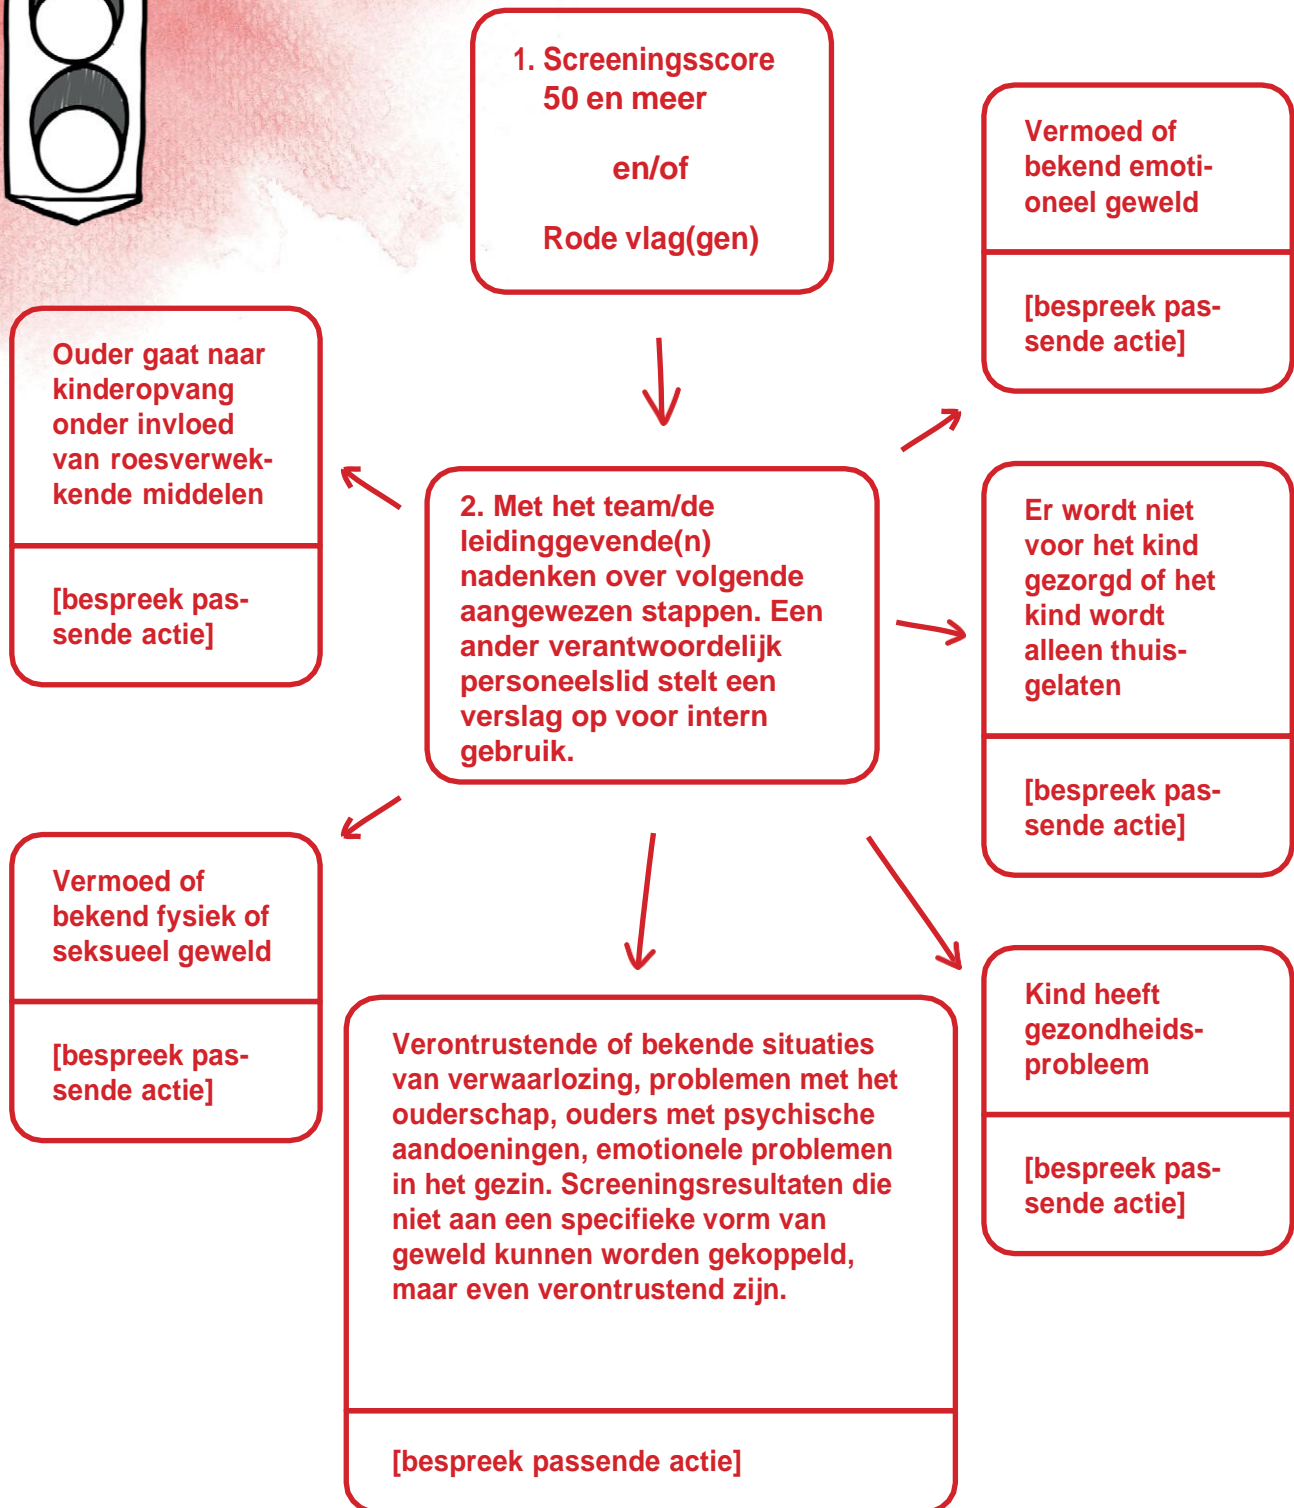 1. Screeningsscore
50 en meer
en/of
Rode vlag(gen)
Vermoed of
bekend emoti-
oneel geweld
[bespreek pas-
sende actie]
Ouder gaat naar
kinderopvang
onder invloed
van roesverwek-
kende middelen
[bespreek pas-
sende actie]
2. Met het team/de
leidinggevende(n)
nadenken over volgende
aangewezen stappen. Een
ander verantwoordelijk
personeelslid stelt een
verslag op voor intern
gebruik.
Er wordt niet
voor het kind
gezorgd of het
kind wordt
alleen thuis-
gelaten
[bespreek pas-
sende actie]
Vermoed of
bekend fysiek of
seksueel geweld
[bespreek pas-
sende actie]
Verontrustende of bekende situaties
van verwaarlozing, problemen met het
ouderschap, ouders met psychische
aandoeningen, emotionele problemen
in het gezin. Screeningsresultaten die
niet aan een specifieke vorm van
geweld kunnen worden gekoppeld,
maar even verontrustend zijn.
[bespreek passende actie]
Kind heeft
gezondheids-
probleem
[bespreek pas-
sende actie]